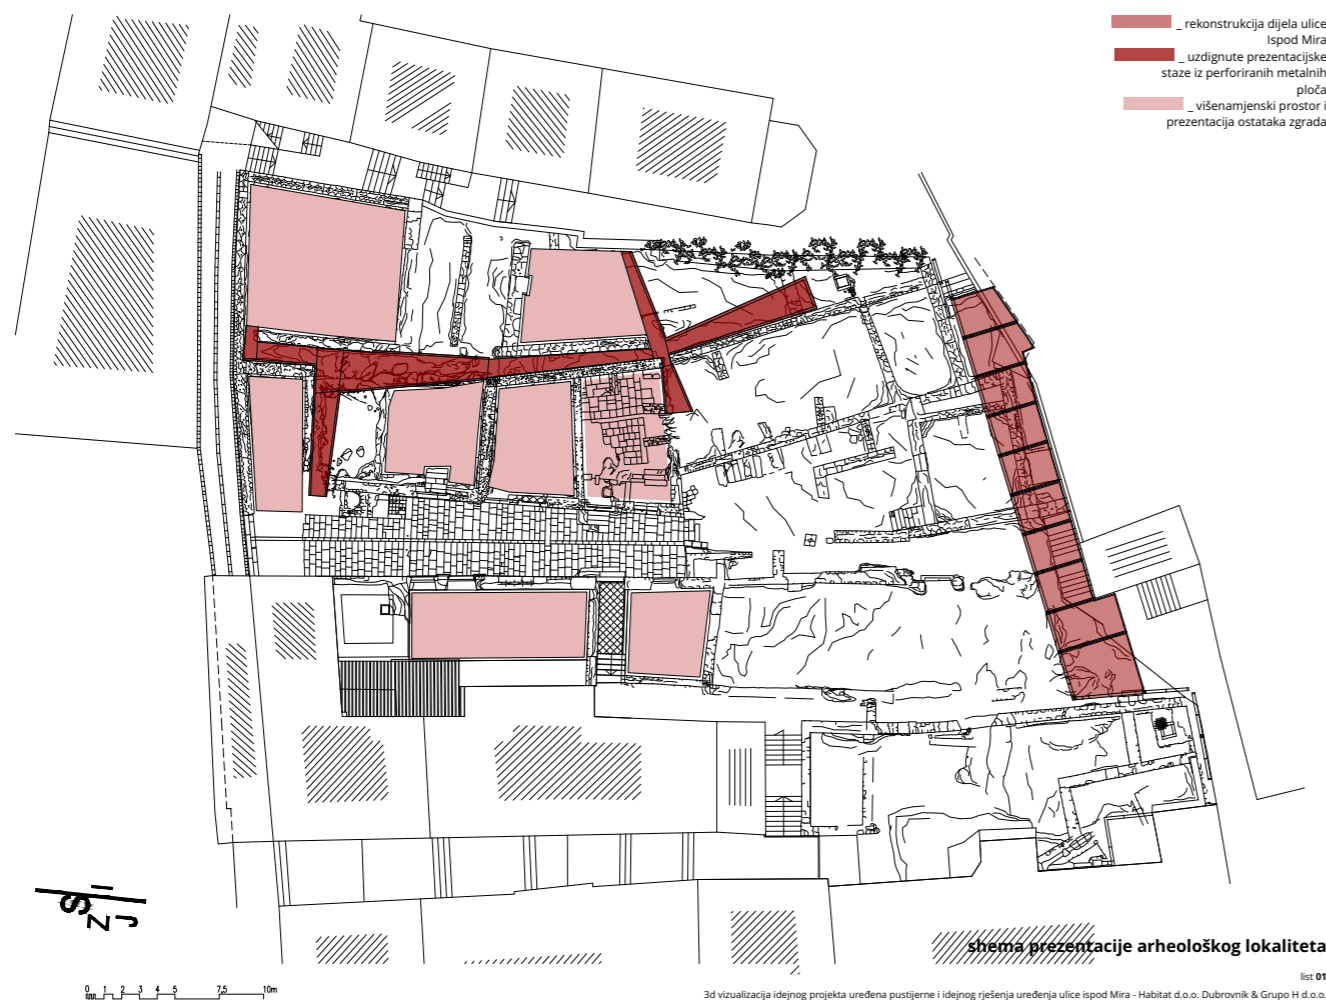 _ rekonstrukcija dijela ulice
Ispod Mira
_ uzdignute prezentacijske
staze iz perforiranih metalnih
ploča
_ višenamjenski prostor i
prezentacija ostataka zgrada
I
S
Z
J
0 1 2 3 4 5 7,5 10m
shema prezentacije arheološkog lokaliteta
list 01
3d vizualizacija idejnog projekta uređena pustijerne i idejnog rješenja uređenja ulice ispod Mira - Habitat d.o.o. Dubrovnik & Grupo H d.o.o.